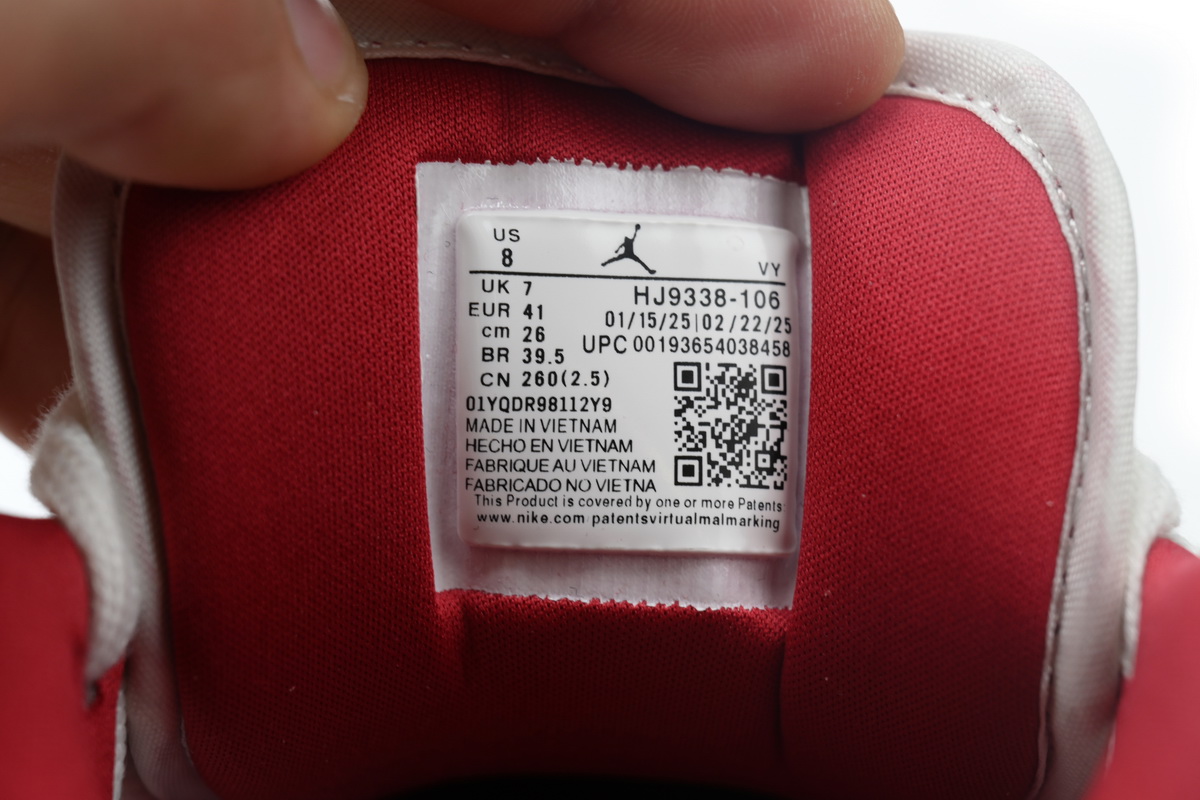 US
8
VY
UK 7
HJ9338-106
EUR 41
01/15/25|02/22/25
cm 26
UPC 00193654038458
BR 39.5
CN 260(2.5)
01YQDR98112Y9
MADE IN VIETNAM
HECHO EN VIETNAM
FABRIQUE AU VIETNAM
FABRICADO NO VIETNA
This Product is covered by one or more Patents:
www.nike.com patentsvirtualmalmarking